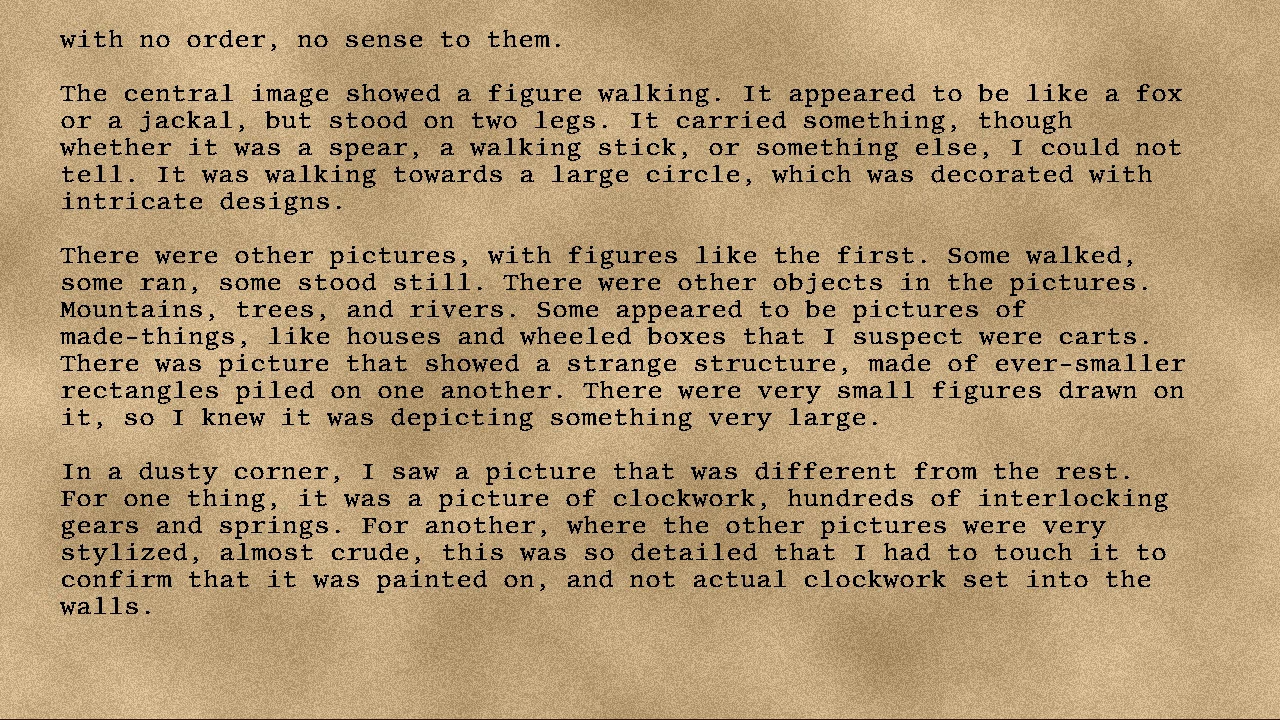 with no order, no sense to them.
The central image showed a figure walking. It appeared to be like a fox
or a jackal, but stood on two legs. It carried something, though
whether it was a spear, a walking stick, or something else, I could not
tell. It was walking towards a large circle, which was decorated with
intricate designs.
There were other pictures, with figures like the first. Some walked,
some ran, some stood still. There were other objects in the pictures.
Mountains, trees, and rivers. Some appeared to be pictures of
made-things, like houses and wheeled boxes that I suspect were carts.
There was picture that showed a strange structure, made of ever-smaller
rectangles piled on one another. There were very small figures drawn on
it, so I knew it was depicting something very large.
In a dusty corner, I saw a picture that was different from the rest.
For one thing, it was a picture of clockwork, hundreds of interlocking
gears and springs. For another, where the other pictures were very
stylized, almost crude, this was so detailed that I had to touch it to
confirm that it was painted on, and not actual clockwork set into the
walls.